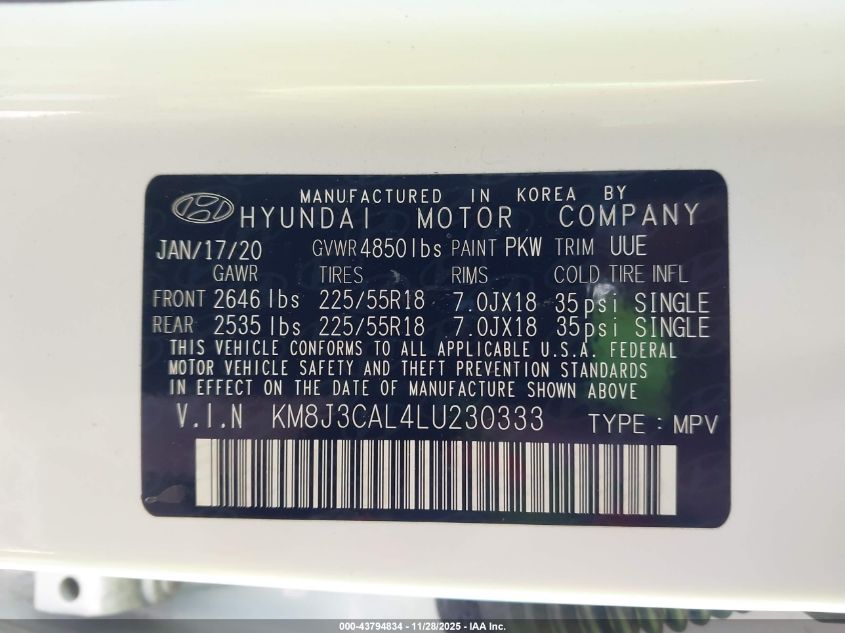 MANUFACTURED IN KOREA BY
HYUNDAI MOTOR COMPANY
JAN/17/20 GVWR 4850 lbs PAINT PKW TRIM UUE
GAWR TIRES RIMS COLD TIRE INFL
FRONT 2646 lbs 225/55R18 7.0JX18 35psi SINGLE
REAR 2535 lbs 225/55R18 7.0JX18 35psi SINGLE
THIS VEHICLE CONFORMS TO ALL APPLICABLE U.S.A. FEDERAL
MOTOR VEHICLE SAFETY AND THEFT PREVENTION STANDARDS
IN EFFECT ON THE DATE OF MANUFACTURE SHOWN ABOVE
V.I.N KM8J3CAL4LU230333 TYPE : MPV
000-43794834 - 11/28/2025 - IAA Inc.